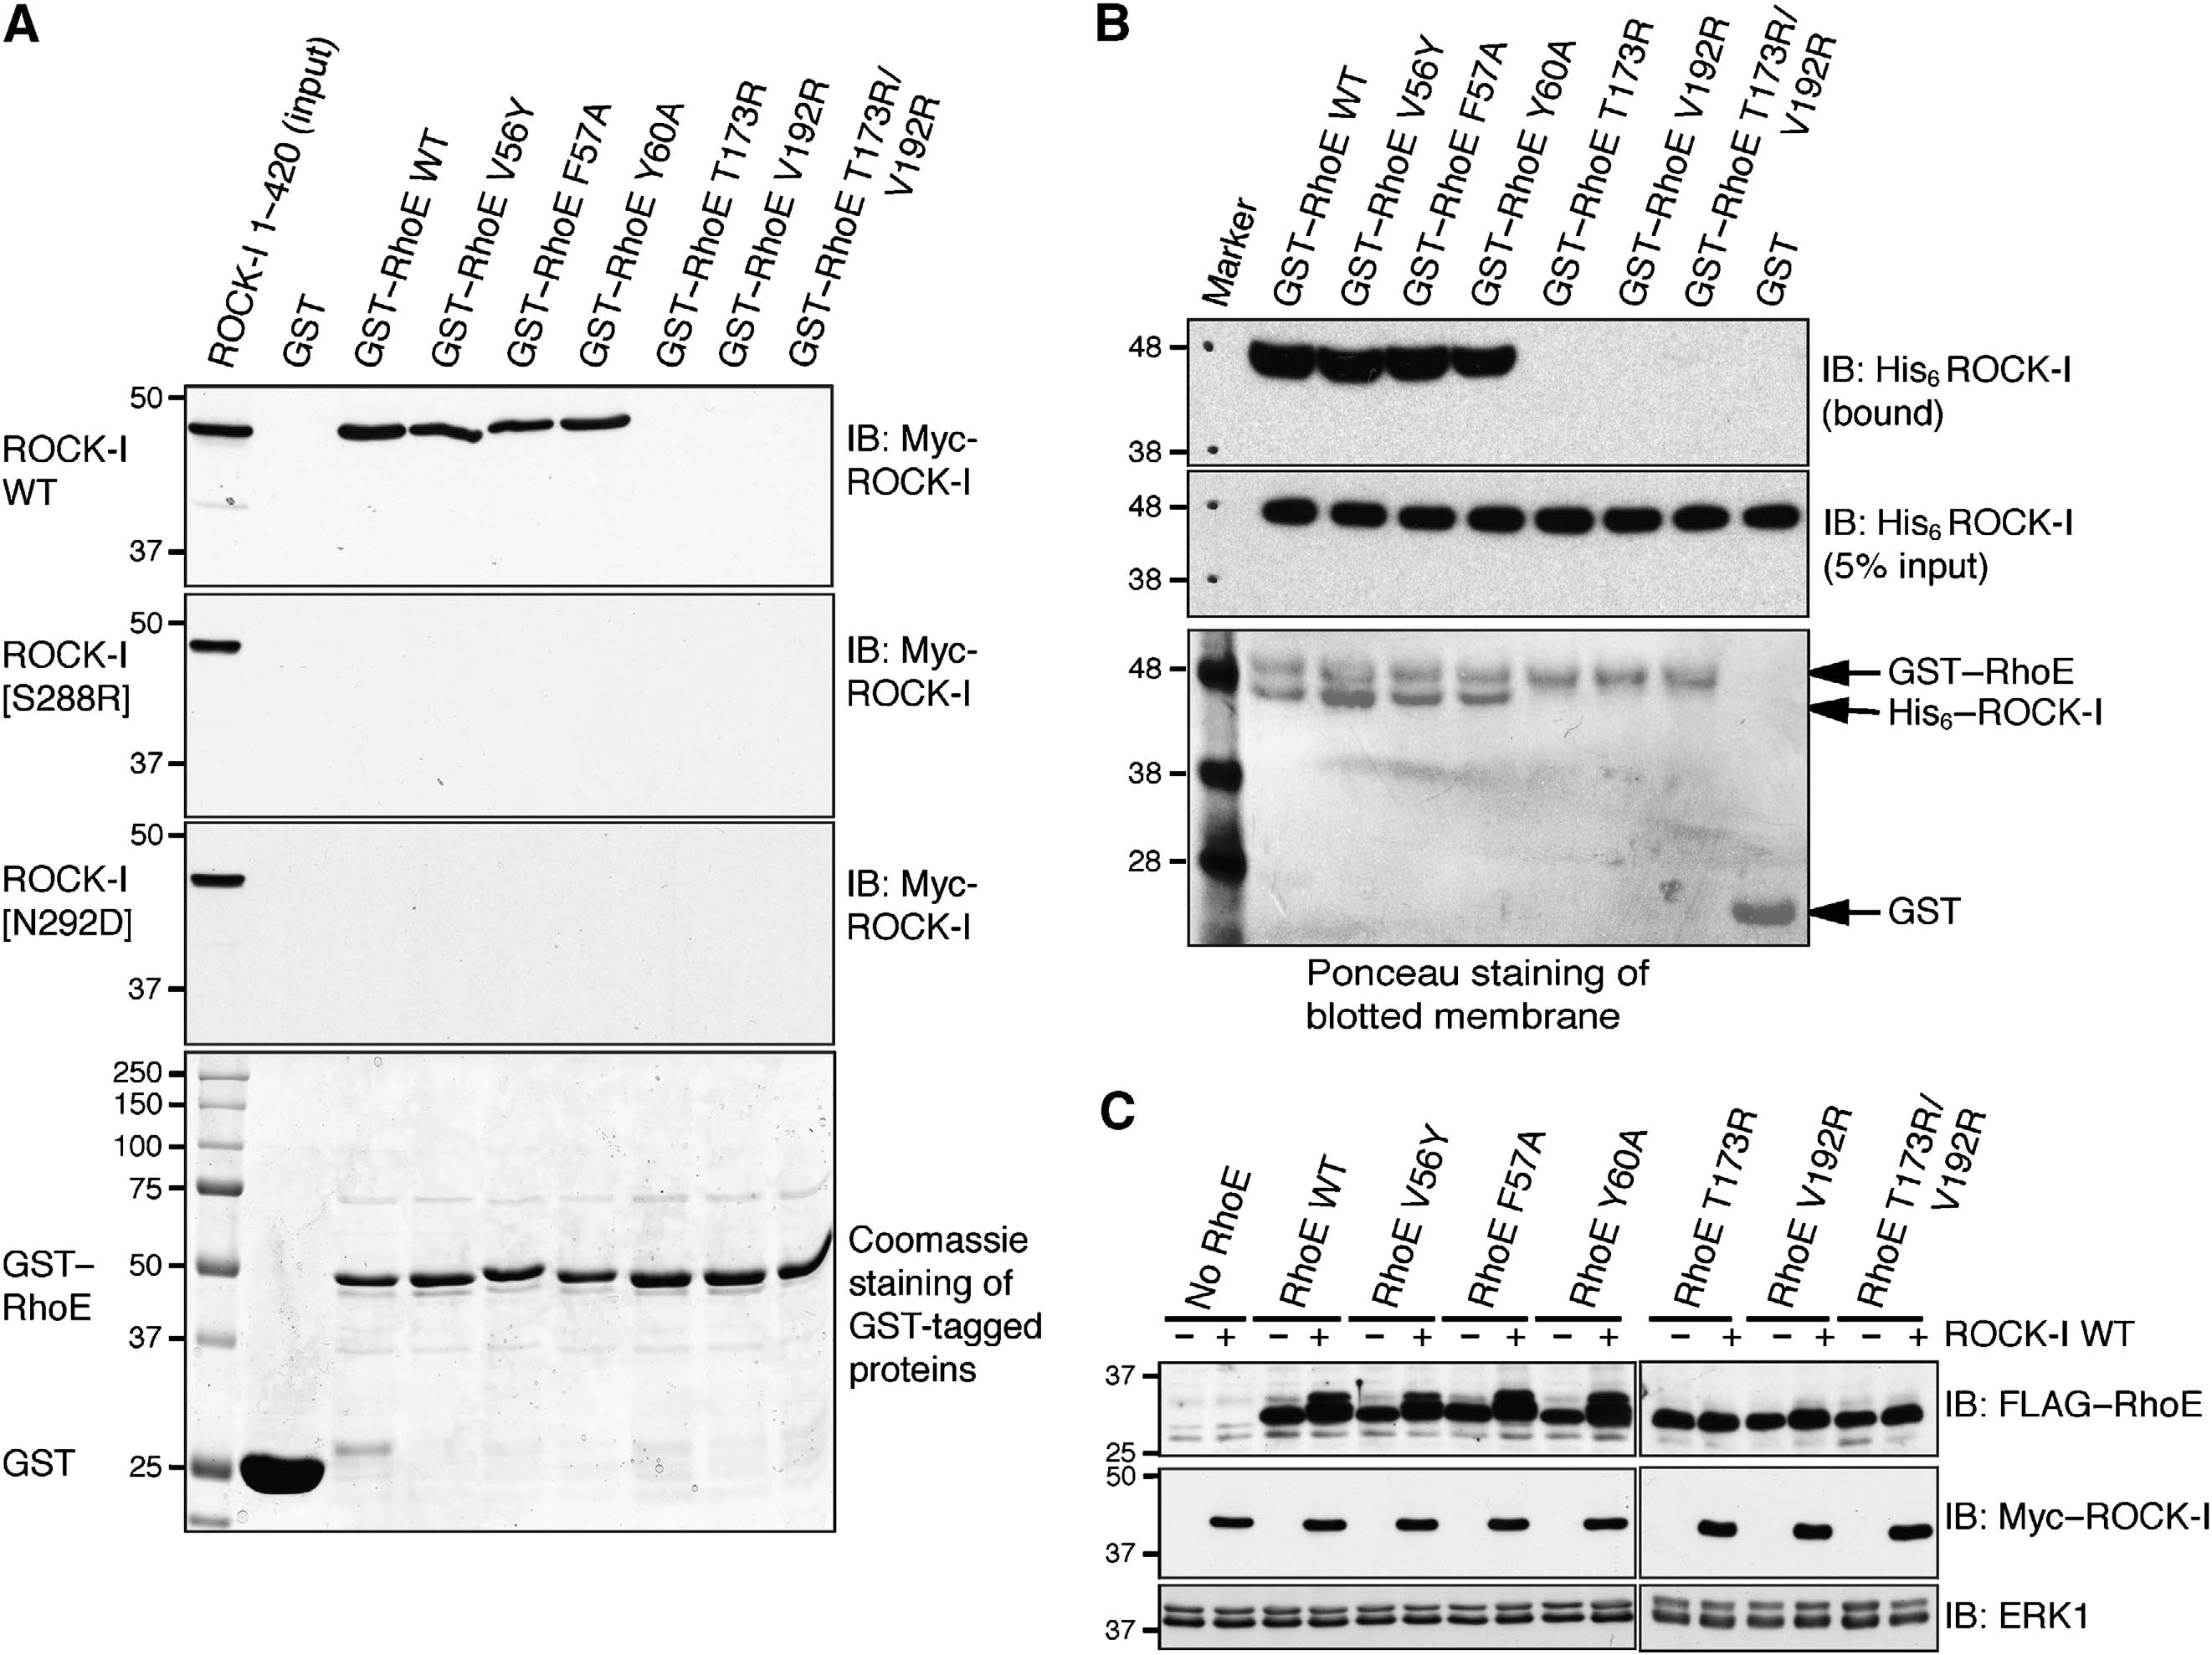 A
ROCK-I 1–420 (input)
GST
GST–RhoE WT
GST–RhoE V56Y
GST–RhoE F57A
GST–RhoE Y60A
GST–RhoE T173R
GST–RhoE V192R
GST–RhoE T173R/
V192R
ROCK-I
WT
50
37
IB: Myc-
ROCK-I
ROCK-I
[S288R]
50
37
IB: Myc-
ROCK-I
ROCK-I
[N292D]
50
37
IB: Myc-
ROCK-I
250
150
100
75
50
37
25
GST–
RhoE
GST
Coomassie
staining of
GST-tagged
proteins
B
Marker
GST–RhoE WT
GST–RhoE V56Y
GST–RhoE F57A
GST–RhoE Y60A
GST–RhoE T173R
GST–RhoE V192R
GST–RhoE T173R/
V192R
GST
48
38
IB: His6 ROCK-I
(bound)
48
38
IB: His6 ROCK-I
(5% input)
48
38
28
GST–RhoE
His6–ROCK-I
GST
Ponceau staining of
blotted membrane
C
No RhoE
RhoE WT
RhoE V56Y
RhoE F57A
RhoE Y60A
RhoE T173R
RhoE V192R
RhoE T173R/
V192R
– + – + – + – + – + – + – + – + ROCK-I WT
37
25
IB: FLAG–RhoE
50
37
IB: Myc–ROCK-I
37
IB: ERK1